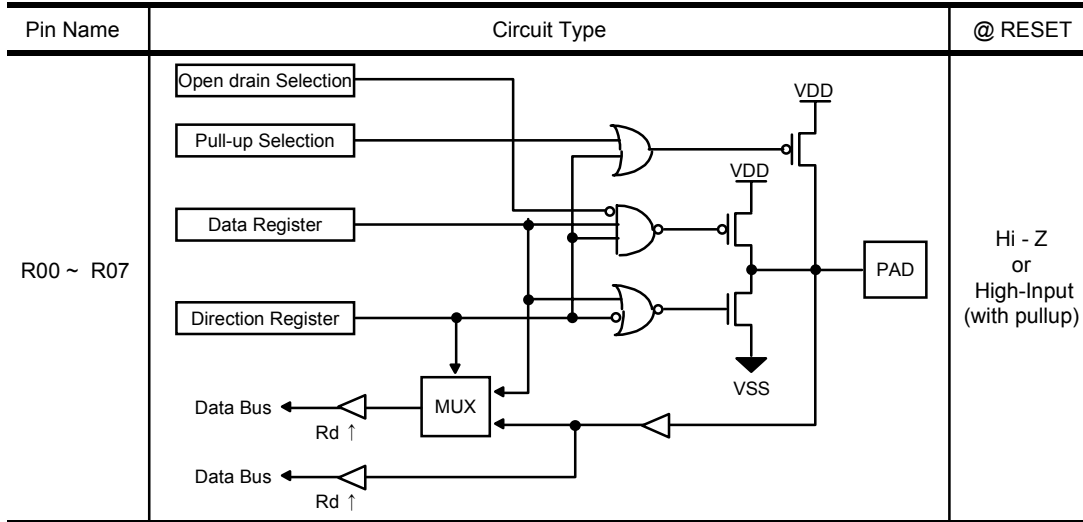 Pin Name
Circuit Type
@ RESET
R00 ~ R07
Open drain Selection
Pull-up Selection
Data Register
Direction Register
VDD
VDD
VSS
PAD
MUX
Data Bus
Rd ↑
Data Bus
Rd ↑
Hi - Z
or
High-Input
(with pullup)